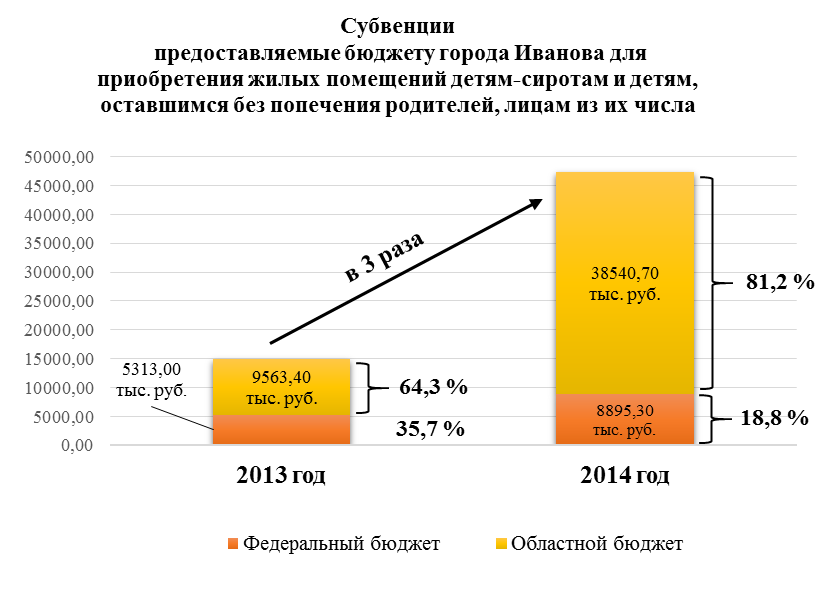 Субвенции
предоставляемые бюджету города Иванова для
приобретения жилых помещений детям-сиротам и детям,
оставшимся без попечения родителей, лицам из их числа
50000,00
45000,00
40000,00
35000,00
30000,00
25000,00
20000,00
15000,00
10000,00
5000,00
0,00
в 3 раза
5313,00
тыс. руб.
9563,40
тыс. руб.
64,3 %
35,7 %
38540,70
тыс. руб.
81,2 %
8895,30
тыс. руб.
18,8 %
2013 год
2014 год
Федеральный бюджет
Областной бюджет